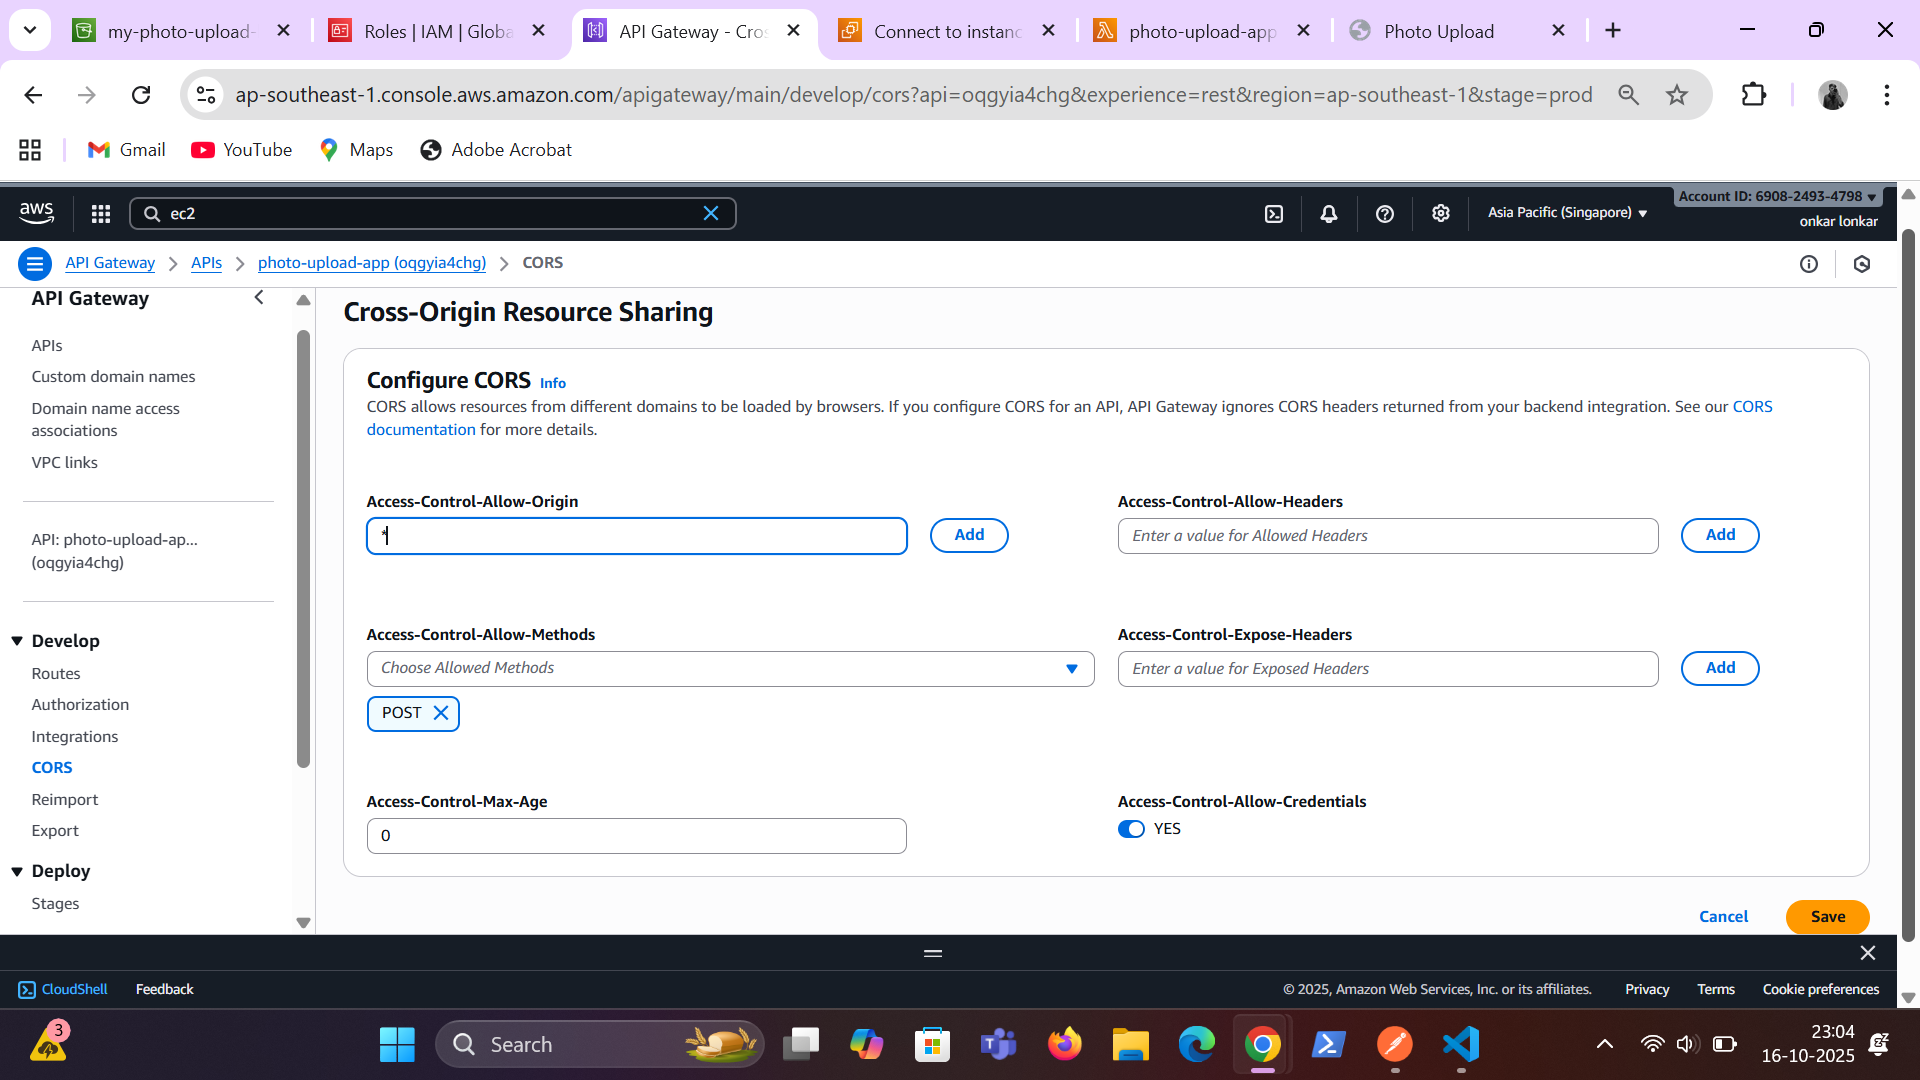 my-photo-upload-
Roles | IAM | Globa
API Gateway - Cros
Connect to instanc
photo-upload-app
Photo Upload
ap-southeast-1.console.aws.amazon.com/apigateway/main/develop/cors?api=oqgyia4chg&experience=rest&region=ap-southeast-1&stage=prod
Gmail
YouTube
Maps
Adobe Acrobat
aws
ec2
Asia Pacific (Singapore)
Account ID: 6908-2493-4798
onkar lonkar
API Gateway
APIs
photo-upload-app (oqgyia4chg)
CORS
API Gateway
APIs
Custom domain names
Domain name access
associations
VPC links
API: photo-upload-ap...
(oqgyia4chg)
Develop
Routes
Authorization
Integrations
CORS
Reimport
Export
Deploy
Stages
Cross-Origin Resource Sharing
Configure CORS Info
CORS allows resources from different domains to be loaded by browsers. If you configure CORS for an API, API Gateway ignores CORS headers returned from your backend integration. See our CORS
documentation for more details.
Access-Control-Allow-Origin
*
Add
Access-Control-Allow-Headers
Enter a value for Allowed Headers
Add
Access-Control-Allow-Methods
Choose Allowed Methods
POST
Access-Control-Expose-Headers
Enter a value for Exposed Headers
Add
Access-Control-Max-Age
0
Access-Control-Allow-Credentials
YES
Cancel
Save
CloudShell
Feedback
© 2025, Amazon Web Services, Inc. or its affiliates.
Privacy
Terms
Cookie preferences
3
Search
23:04
16-10-2025